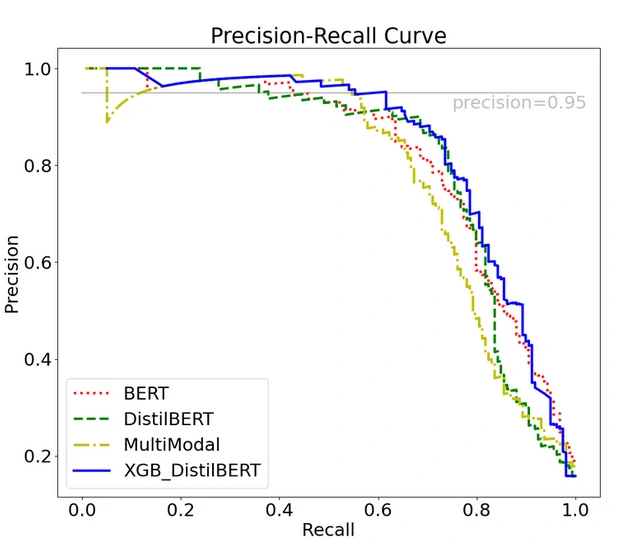 Precision-Recall Curve
1.0
precision=0.95
0.8
0.6
0.4
0.2
Precision
BERT
DistilBERT
MultiModal
XGB_DistilBERT
0.0 0.2 0.4 0.6 0.8 1.0
Recall